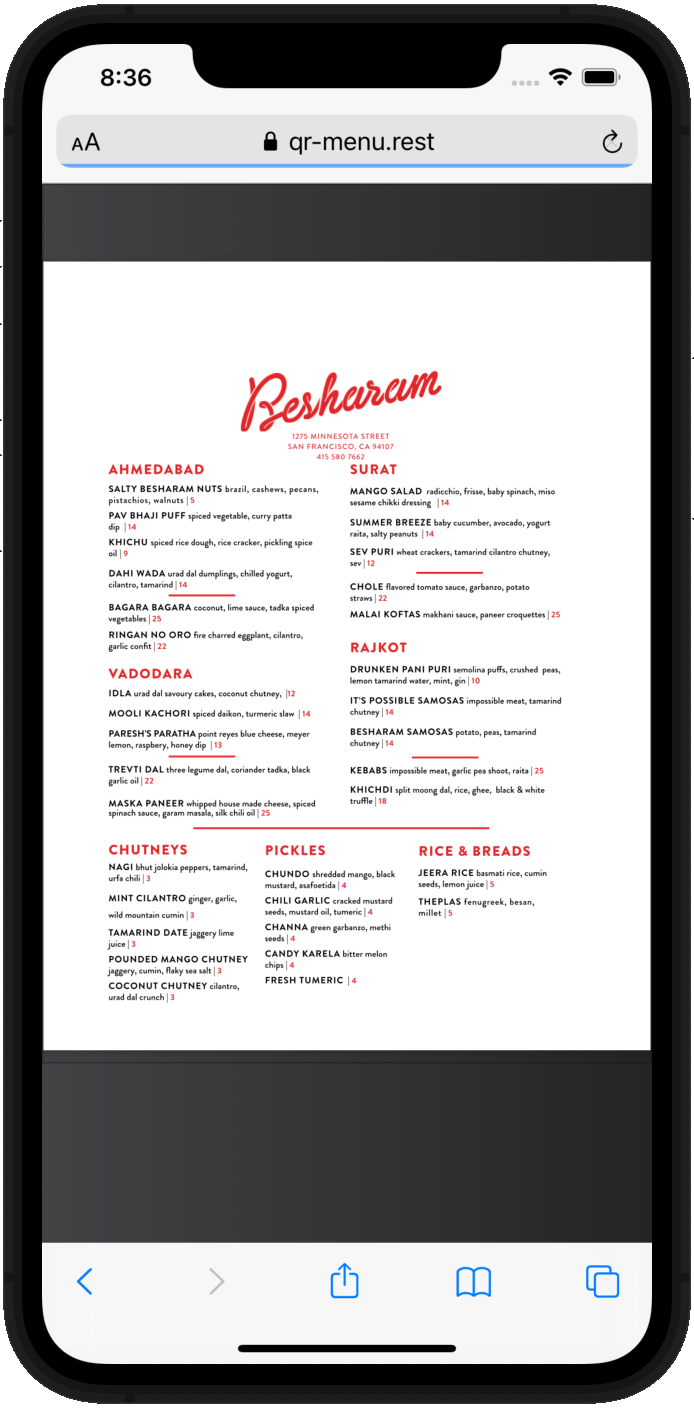 8:36
AA
qr-menu.rest
Besharam
1275 MINNESOTA STREET
SAN FRANCISCO, CA 94107
415 580 7662
AHMEDABAD
SALTY BESHARAM NUTS brazil, cashews, pecans,
pistachios, walnuts | 5
PAV BHAJI PUFF spiced vegetable, curry patta
dip | 14
KHICHU spiced rice dough, rice cracker, pickling spice
oil | 9
DAHI WADA urad dal dumplings, chilled yogurt,
cilantro, tamarind | 14
BAGARA BAGARA coconut, lime sauce, tadka spiced
vegetables | 25
RINGAN NO ORO fire charred eggplant, cilantro,
garlic confit | 22
VADODARA
IDLA urad dal savoury cakes, coconut chutney, |12
MOOLI KACHORI spiced daikon, turmeric slaw | 14
PARESH'S PARATHA point reyes blue cheese, meyer
lemon, raspbery, honey dip | 13
TREVTI DAL three legume dal, coriander tadka, black
garlic oil | 22
MASKA PANEER whipped house made cheese, spiced
spinach sauce, garam masala, silk chili oil | 25
SURAT
MANGO SALAD radicchio, frisse, baby spinach, miso
sesame chikki dressing | 14
SUMMER BREEZE baby cucumber, avocado, yogurt
raita, salty peanuts | 14
SEV PURI wheat crackers, tamarind cilantro chutney,
sev | 12
CHOLE flavored tomato sauce, garbanzo, potato
straws | 22
MALAI KOFTAS makhani sauce, paneer croquettes | 25
RAJKOT
DRUNKEN PANI PURI semolina puffs, crushed peas,
lemon tamarind water, mint, gin | 10
IT'S POSSIBLE SAMOSAS impossible meat, tamarind
chutney | 14
BESHARAM SAMOSAS potato, peas, tamarind
chutney | 14
KEBABS impossible meat, garlic pea shoot, raita | 25
KHICHDI split moong dal, rice, ghee, black & white
truffle | 18
CHUTNEYS
NAGI bhut jolokia peppers, tamarind,
urfa chili | 3
MINT CILANTRO ginger, garlic,
wild mountain cumin | 3
TAMARIND DATE jaggery lime
juice | 3
POUNDED MANGO CHUTNEY
jaggery, cumin, flaky sea salt | 3
COCONUT CHUTNEY cilantro,
urad dal crunch | 3
PICKLES
CHUNDO shredded mango, black
mustard, asafoetida | 4
CHILI GARLIC cracked mustard
seeds, mustard oil, tumeric | 4
CHANNA green garbanzo, methi
seeds | 4
CANDY KARELA bitter melon
chips | 4
FRESH TUMERIC | 4
RICE & BREADS
JEERA RICE basmati rice, cumin
seeds, lemon juice | 5
THEPLAS fenugreek, besan,
millet | 5